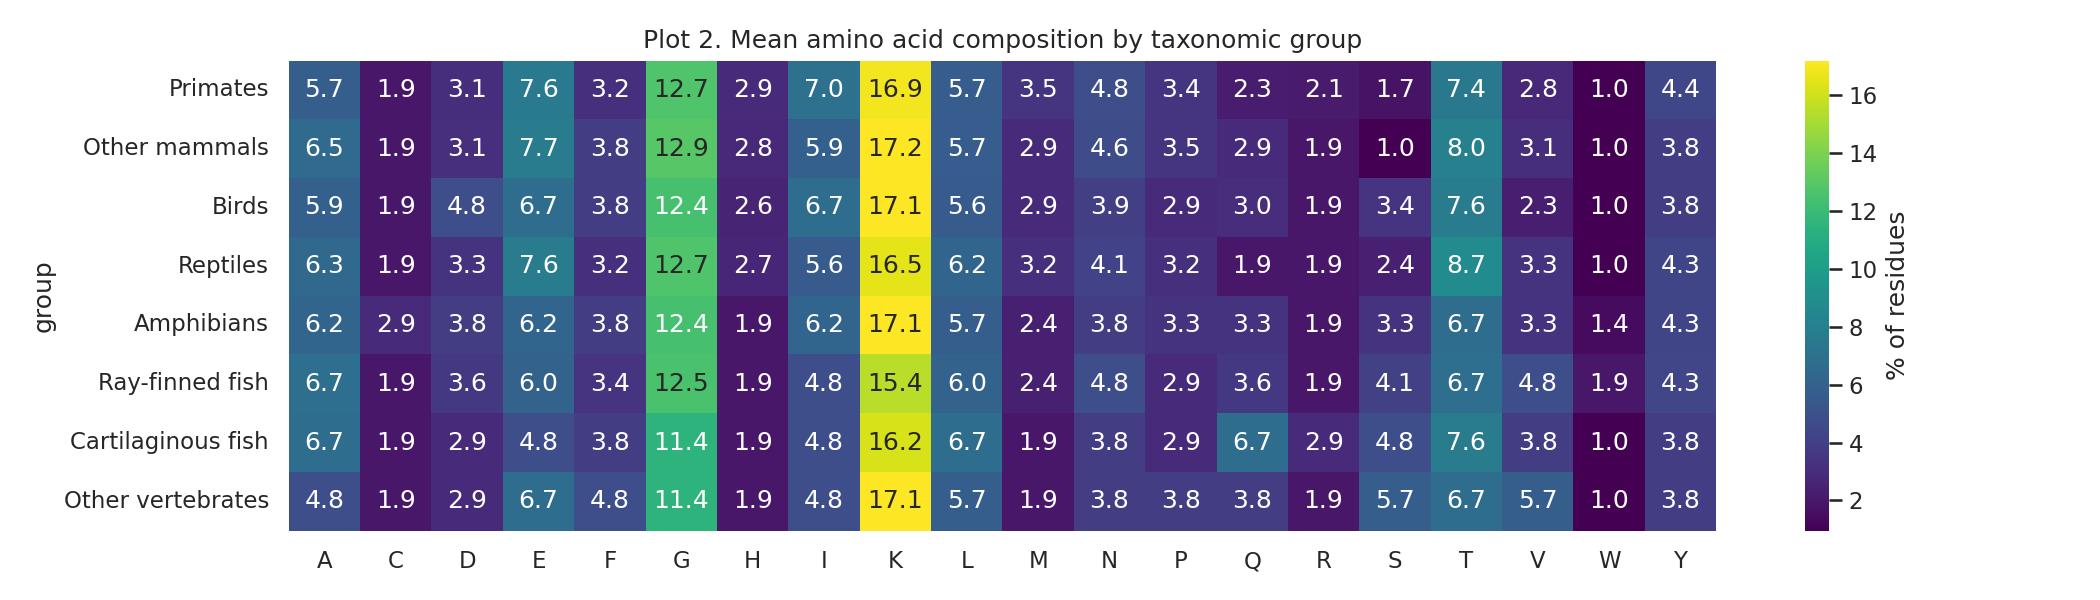 Plot 2. Mean amino acid composition by taxonomic group
group
Primates 5.7 1.9 3.1 7.6 3.2 12.7 2.9 7.0 16.9 5.7 3.5 4.8 3.4 2.3 2.1 1.7 7.4 2.8 1.0 4.4
Other mammals 6.5 1.9 3.1 7.7 3.8 12.9 2.8 5.9 17.2 5.7 2.9 4.6 3.5 2.9 1.9 1.0 8.0 3.1 1.0 3.8
Birds 5.9 1.9 4.8 6.7 3.8 12.4 2.6 6.7 17.1 5.6 2.9 3.9 2.9 3.0 1.9 3.4 7.6 2.3 1.0 3.8
Reptiles 6.3 1.9 3.3 7.6 3.2 12.7 2.7 5.6 16.5 6.2 3.2 4.1 3.2 1.9 1.9 2.4 8.7 3.3 1.0 4.3
Amphibians 6.2 2.9 3.8 6.2 3.8 12.4 1.9 6.2 17.1 5.7 2.4 3.8 3.3 3.3 1.9 3.3 6.7 3.3 1.4 4.3
Ray-finned fish 6.7 1.9 3.6 6.0 3.4 12.5 1.9 4.8 15.4 6.0 2.4 4.8 2.9 3.6 1.9 4.1 6.7 4.8 1.9 4.3
Cartilaginous fish 6.7 1.9 2.9 4.8 3.8 11.4 1.9 4.8 16.2 6.7 1.9 3.8 2.9 6.7 2.9 4.8 7.6 3.8 1.0 3.8
Other vertebrates 4.8 1.9 2.9 6.7 4.8 11.4 1.9 4.8 17.1 5.7 1.9 3.8 3.8 3.8 1.9 5.7 6.7 5.7 1.0 3.8
A C D E F G H I K L M N P Q R S T V W Y
16
14
12
10
8
6
4
2
% of residues